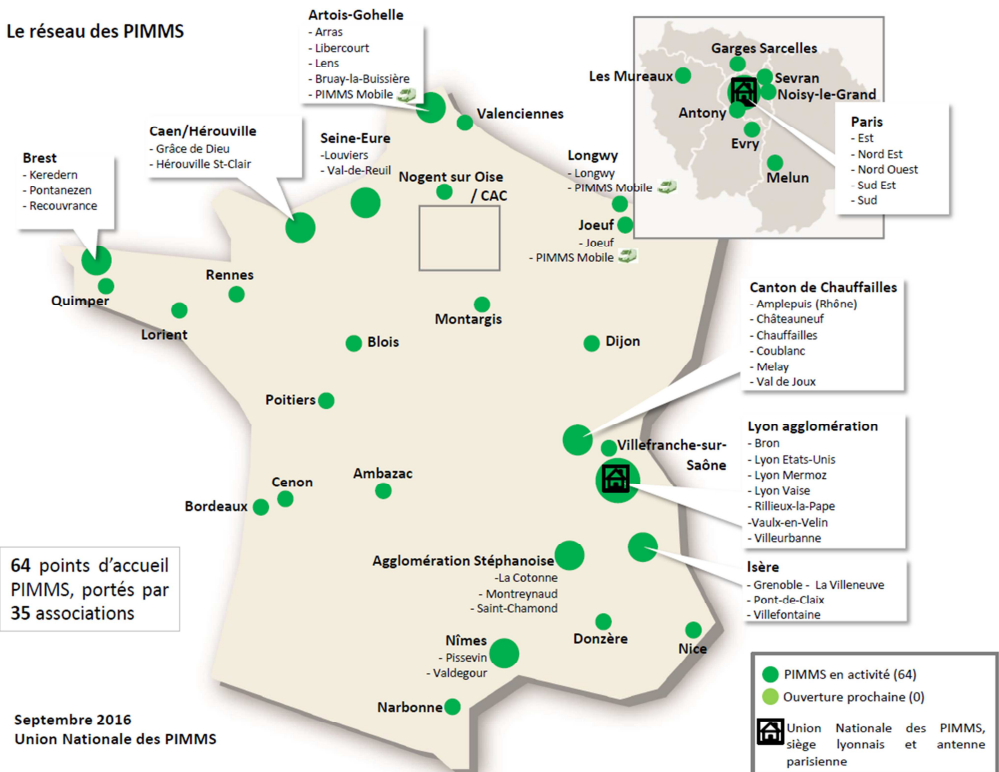 Le réseau des PIMMS
Artois-Gohelle
- Arras
- Libercourt
- Lens
- Bruay-la-Buissière
- PIMMS Mobile
Valenciennes
Caen/Hérouville
- Grâce de Dieu
- Hérouville St-Clair
Seine-Eure
-Louviers
- Val-de-Reuil
Nogent sur Oise
/ CAC
Brest
- Keredern
- Pontanezen
- Recouvrance
Longwy
- Longwy
- PIMMS Mobile
Joeuf
- Joeuf
- PIMMS Mobile
Garges Sarcelles
Les Mureaux
Sevran
Noisy-le-Grand
Antony
Evry
Melun
Paris
- Est
- Nord Est
- Nord Ouest
- Sud Est
- Sud
Quimper
Lorient
Rennes
Montargis
Blois
Dijon
Poitiers
Canton de Chauffailles
- Amplepuis (Rhône)
- Châteauneuf
- Chauffailles
- Coublanc
- Melay
- Val de Joux
Villefranche-sur-
Saône
Lyon agglomération
- Bron
- Lyon Etats-Unis
- Lyon Mermoz
- Lyon Vaise
- Rillieux-la-Pape
-Vaulx-en-Velin
- Villeurbanne
Ambazac
Cenon
Bordeaux
Agglomération Stéphanoise
-La Cotonne
- Montreynaud
- Saint-Chamond
Isère
- Grenoble - La Villeneuve
- Pont-de-Claix
- Villefontaine
64 points d’accueil
PIMMS, portés par
35 associations
Donzère
Nice
Nîmes
- Pissevin
- Valdegour
Narbonne
Septembre 2016
Union Nationale des PIMMS
PIMMS en activité (64)
Ouverture prochaine (0)
Union Nationale des PIMMS,
siège lyonnais et antenne
parisienne